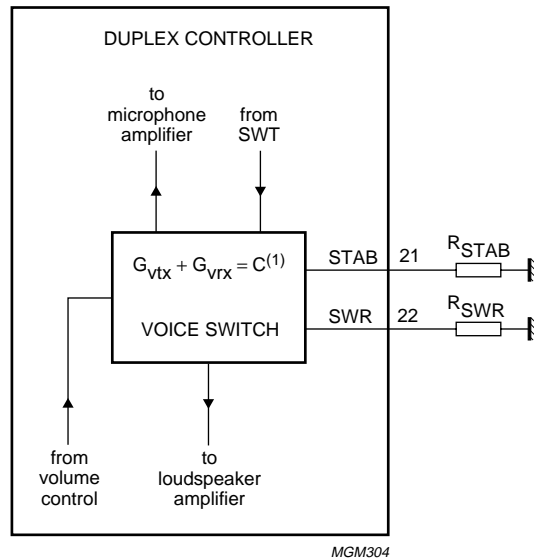 DUPLEX CONTROLLER
to
microphone
amplifier
from
SWT
G_vtx + G_vrx = C^(1)
VOICE SWITCH
STAB 21 R_STAB
SWR 22 R_SWR
from
volume
control
to
loudspeaker
amplifier
MGM304